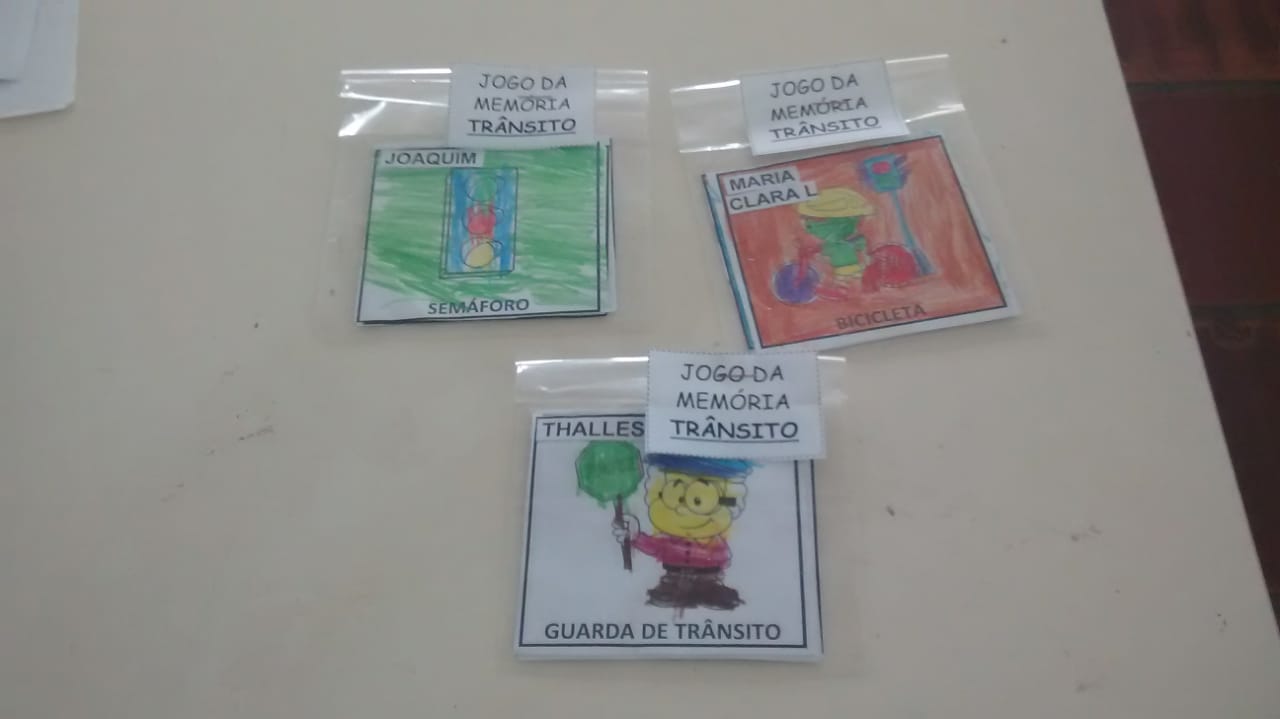 JOGO DA
MEMÓRIA
TRÂNSITO
JOAQUIM
SEMÁFORO
JOGO DA
MEMÓRIA
TRÂNSITO
MARIA
CLARA L
BICICLETA
JOGO DA
MEMÓRIA
TRÂNSITO
THALLES
GUARDA DE TRÂNSITO